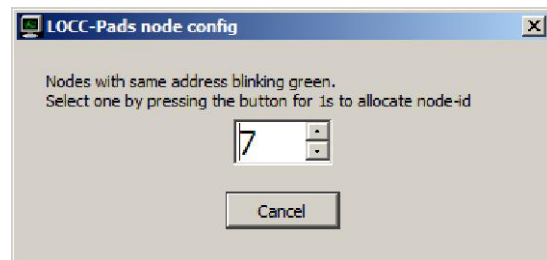 LOCC-Pads node config
Nodes with same address blinking green.
Select one by pressing the button for 1s to allocate node-id
7
Cancel